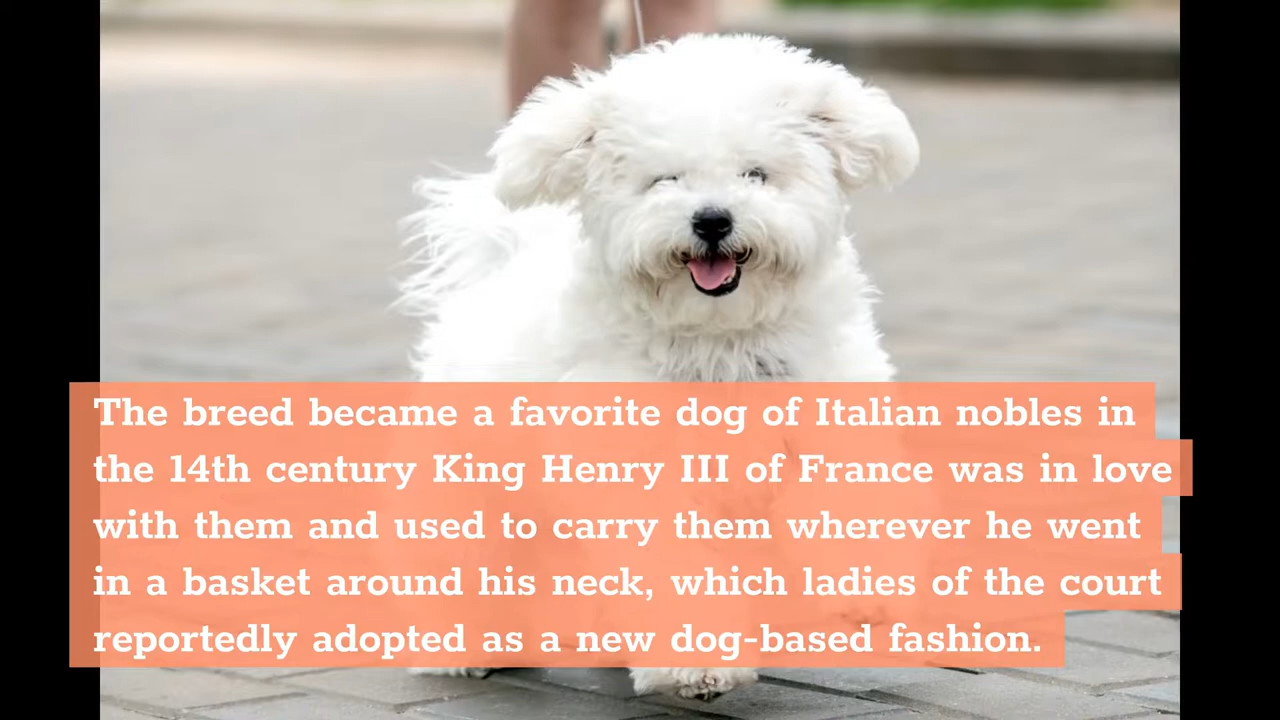 The breed became a favorite dog of Italian nobles in
the 14th century King Henry III of France was in love
with them and used to carry them wherever he went
in a basket around his neck, which ladies of the court
reportedly adopted as a new dog-based fashion.